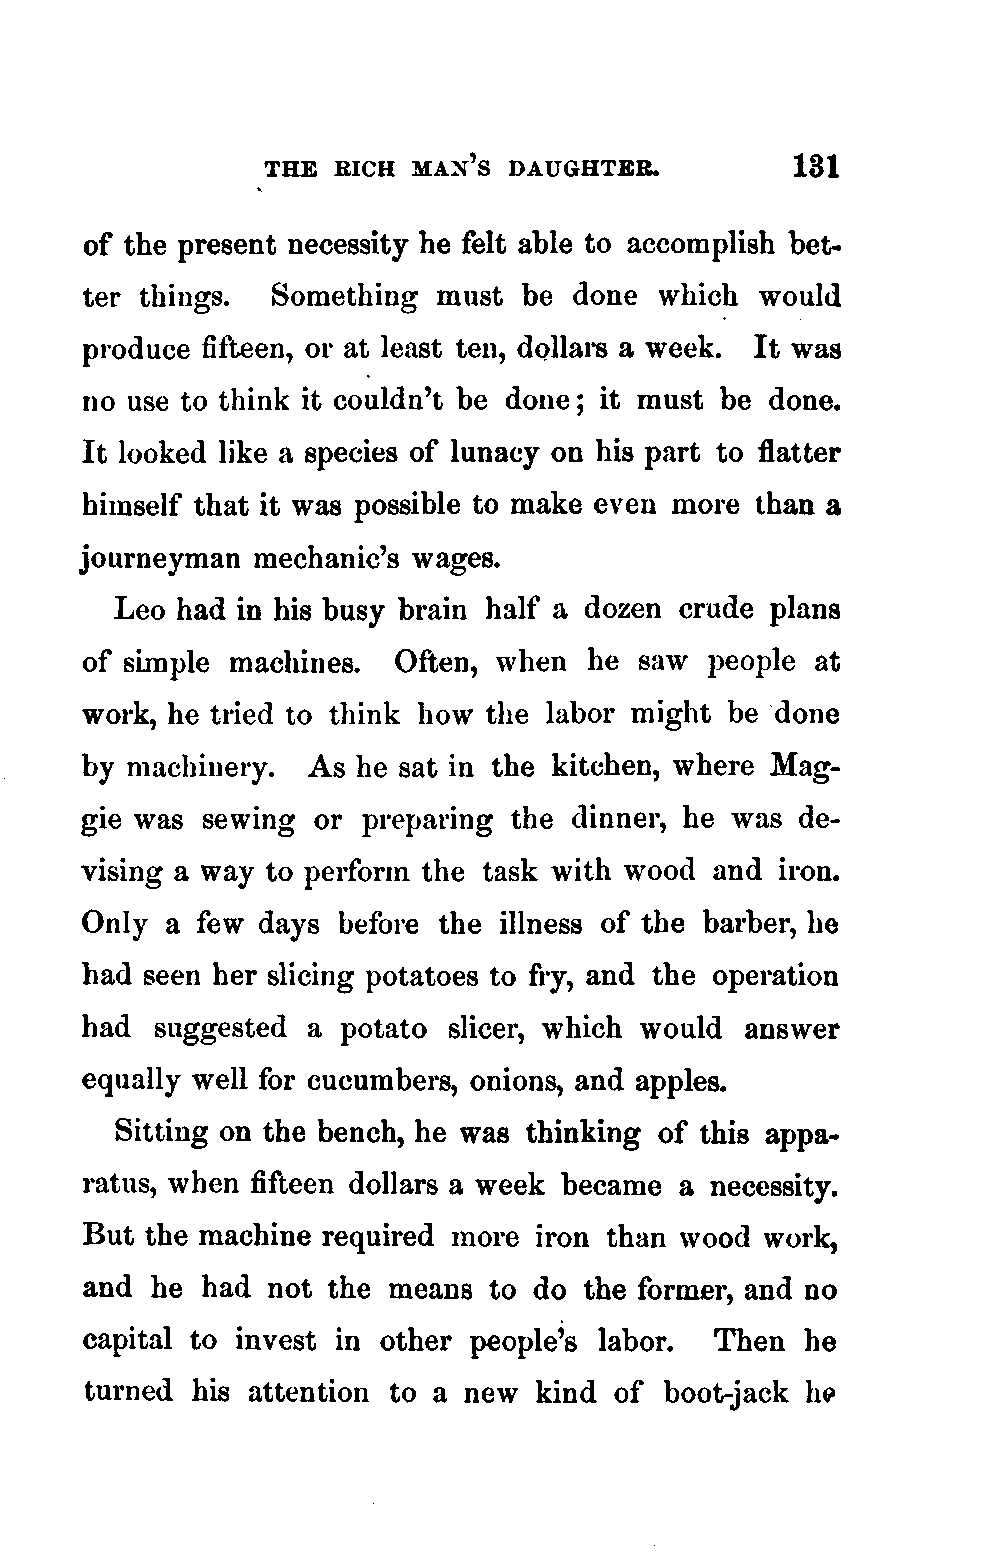 THE RICH MAN'S DAUGHTER. 131
of the present necessity he felt able to accomplish bet-
ter things. Something must be done which would
produce fifteen, or at least ten, dollars a week. It was
no use to think it couldn't be done; it must be done.
It looked like a species of lunacy on his part to flatter
himself that it was possible to make even more than a
journeyman mechanic's wages.
Leo had in his busy brain half a dozen crude plans
of simple machines. Often, when he saw people at
work, he tried to think how the labor might be done
by machinery. As he sat in the kitchen, where Mag-
gie was sewing or preparing the dinner, he was de-
vising a way to perform the task with wood and iron.
Only a few days before the illness of the barber, he
had seen her slicing potatoes to fry, and the operation
had suggested a potato slicer, which would answer
equally well for cucumbers, onions, and apples.
Sitting on the bench, he was thinking of this appa-
ratus, when fifteen dollars a week became a necessity.
But the machine required more iron than wood work,
and he had not the means to do the former, and no
capital to invest in other people's labor. Then he
turned his attention to a new kind of boot-jack he